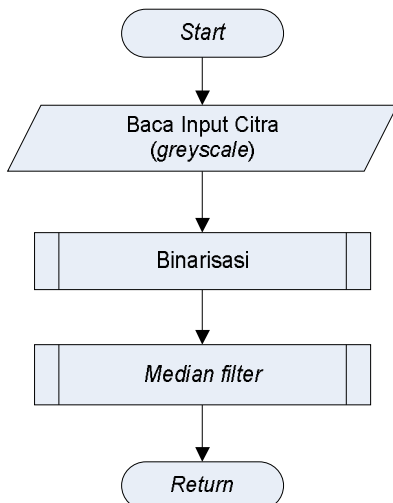 Start
Baca Input Citra
(greyscale)
Binarisasi
Median filter
Return